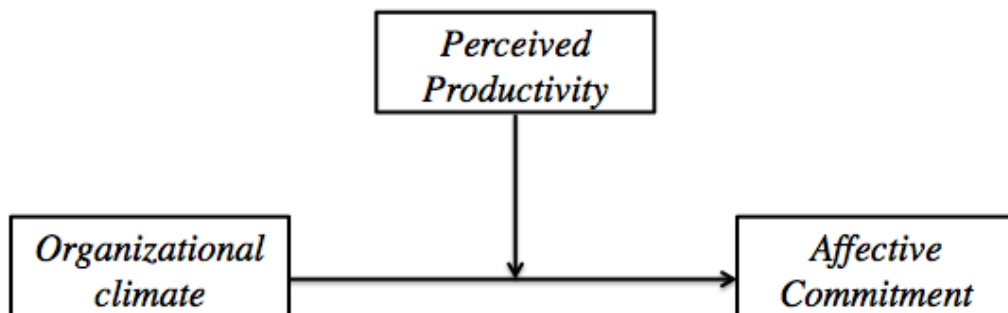 Perceived
Productivity
Organizational
climate
Affective
Commitment